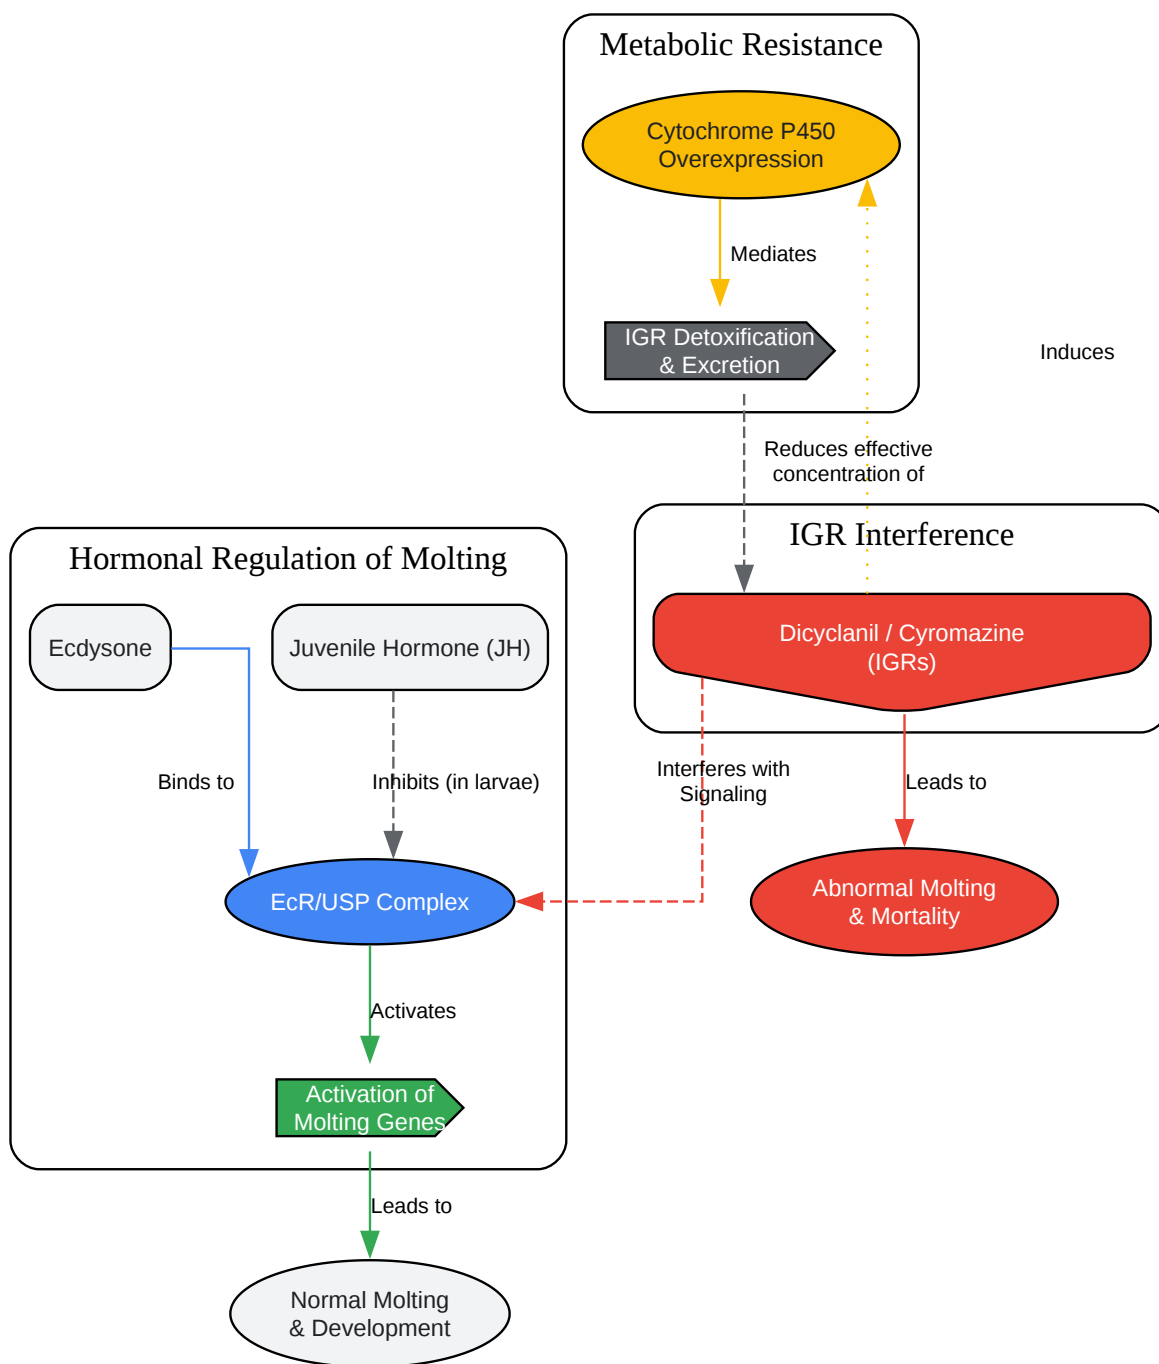 Metabolic Resistance
Cytochrome P450
Overexpression
Mediates
IGR Detoxification
& Excretion
Induces
Reduces effective
concentration of
IGR Interference
Hormonal Regulation of Molting
Ecdysone
Juvenile Hormone (JH)
Dicyclanil / Cyromazine
(IGRs)
Binds to
Inhibits (in larvae)
Interferes with
Signaling
Leads to
EcR/USP Complex
Abnormal Molting
& Mortality
Activates
Activation of
Molting Genes
Leads to
Normal Molting
& Development